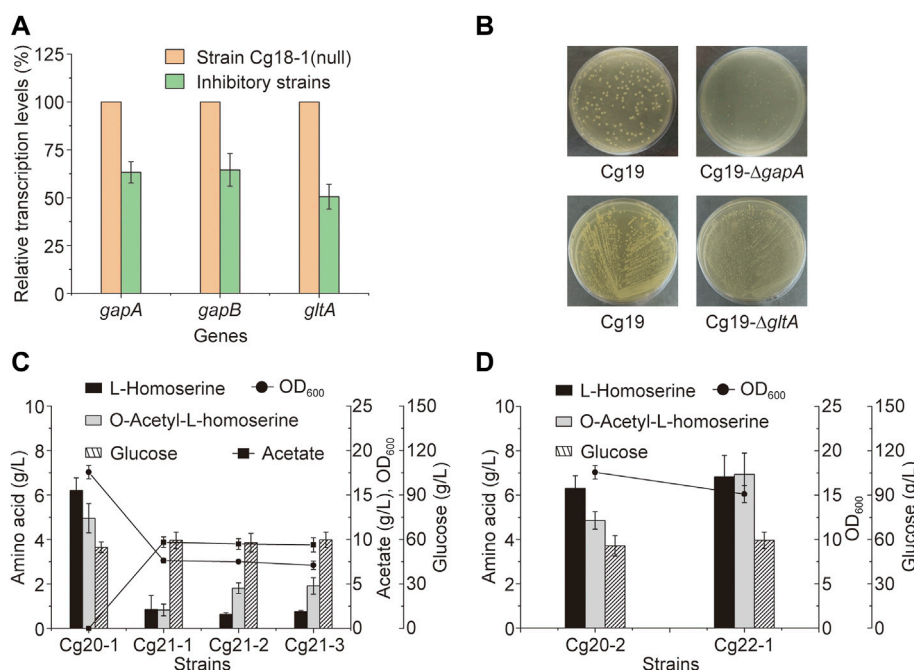 A
Strain Cg18-1(null)
Inhibitory strains
Relative transcription levels (%)
125
100
75
50
25
0
gapA
gapB
gltA
Genes
B
Cg19
Cg19-ΔgapA
Cg19
Cg19-ΔgltA
C
L-Homoserine
OD600
O-Acetyl-L-homoserine
Glucose
Acetate
Amino acid (g/L)
10
8
6
4
2
0
Cg20-1
Cg21-1
Cg21-2
Cg21-3
Strains
25
20
15
10
5
0
Acetate (g/L), OD600
150
120
90
60
30
0
Glucose (g/L)
D
L-Homoserine
OD600
O-Acetyl-L-homoserine
Glucose
Amino acid (g/L)
10
8
6
4
2
0
Cg20-2
Cg22-1
Strains
25
20
15
10
5
0
OD600
150
120
90
60
30
0
Glucose (g/L)